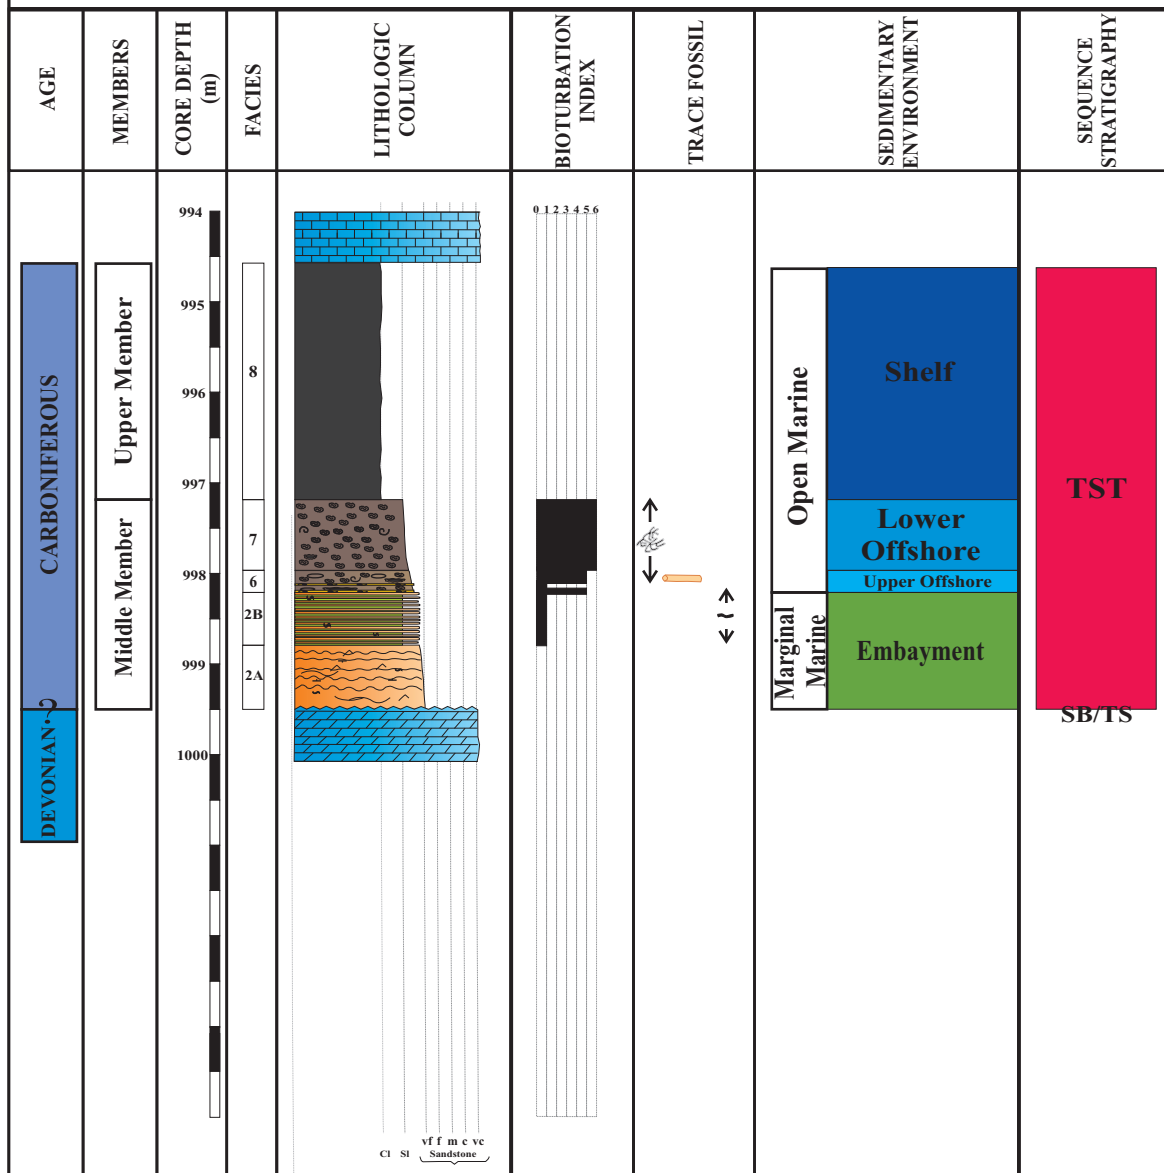 AGE
MEMBERS
CORE DEPTH
(m)
FACIES
LITHOLOGIC
COLUMN
BIOTURBATION
INDEX
TRACE FOSSIL
SEDIMENTARY
ENVIRONMENT
SEQUENCE
STRATIGRAPHY
CARBONIFEROUS
?
DEVONIAN
Upper Member
Middle Member
994
995
996
997
998
999
1000
8
7
6
2B
2A
0 1 2 3 4 5 6
Open Marine
Marginal
Marine
Shelf
Lower
Offshore
Upper Offshore
Embayment
TST
SB/TS
Cl Sl vf f m c vc
Sandstone